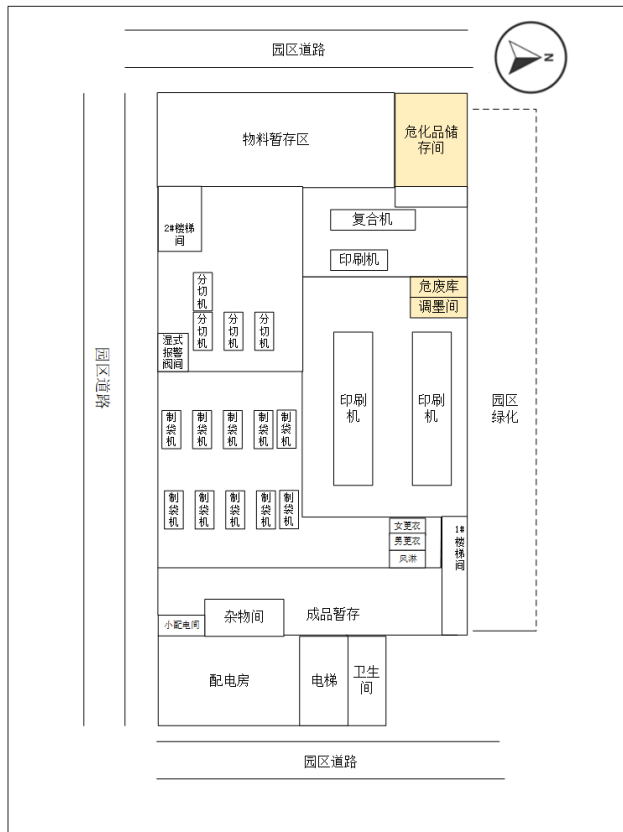 园区道路
N
物料暂存区
危化品储
存间
2#楼梯
间
复合机
印刷机
分切机
分切机
分切机
分切机
危废库
调墨间
湿式
报警
阀间
园区道路
印刷机
印刷机
园区
绿化
制袋机
制袋机
制袋机
制袋机
制袋机
制袋机
制袋机
制袋机
制袋机
制袋机
女更衣
男更衣
风淋
1#楼梯间
小配电间
杂物间
成品暂存
配电房
电梯
卫生
间
园区道路